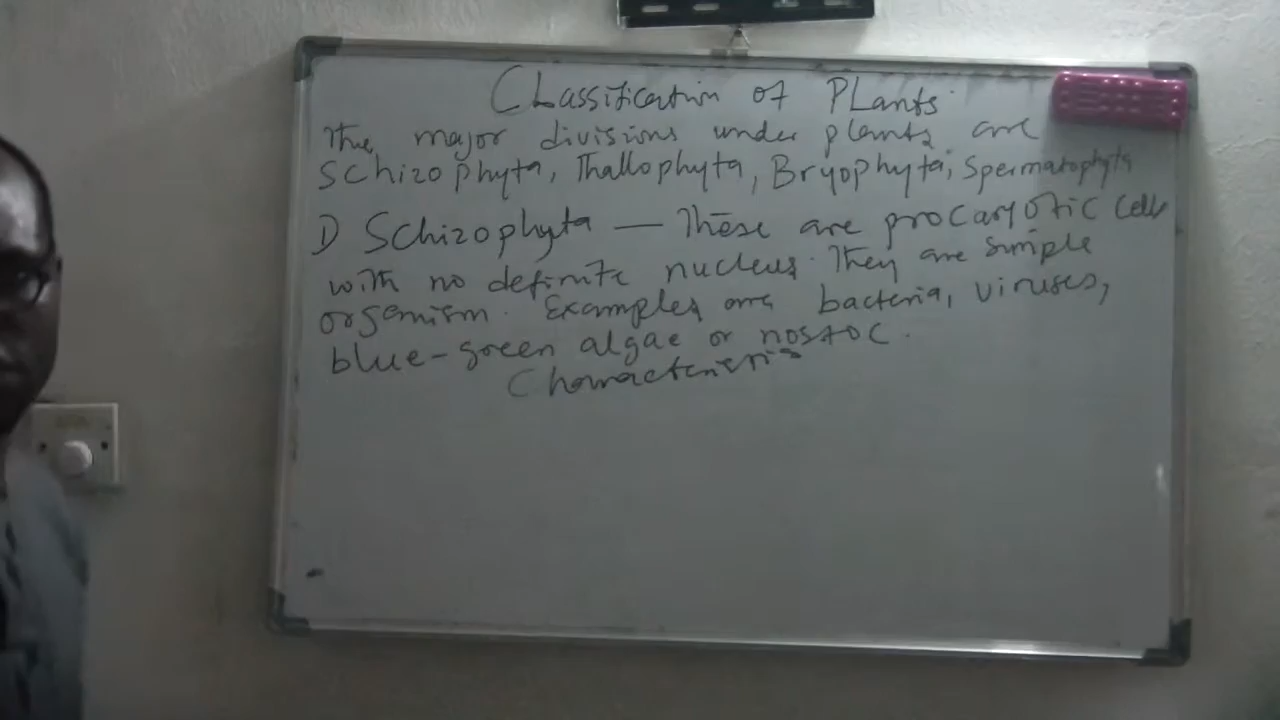 Classification of Plants
The major divisions under plants are
Schizophyta, Thallophyta, Bryophyta, Spermatophyta
1) Schizophyta — These are procaryotic cells
with no definite nucleus. They are simple
organism. Examples are bacteria, viruses,
blue-green algae or nostoc.